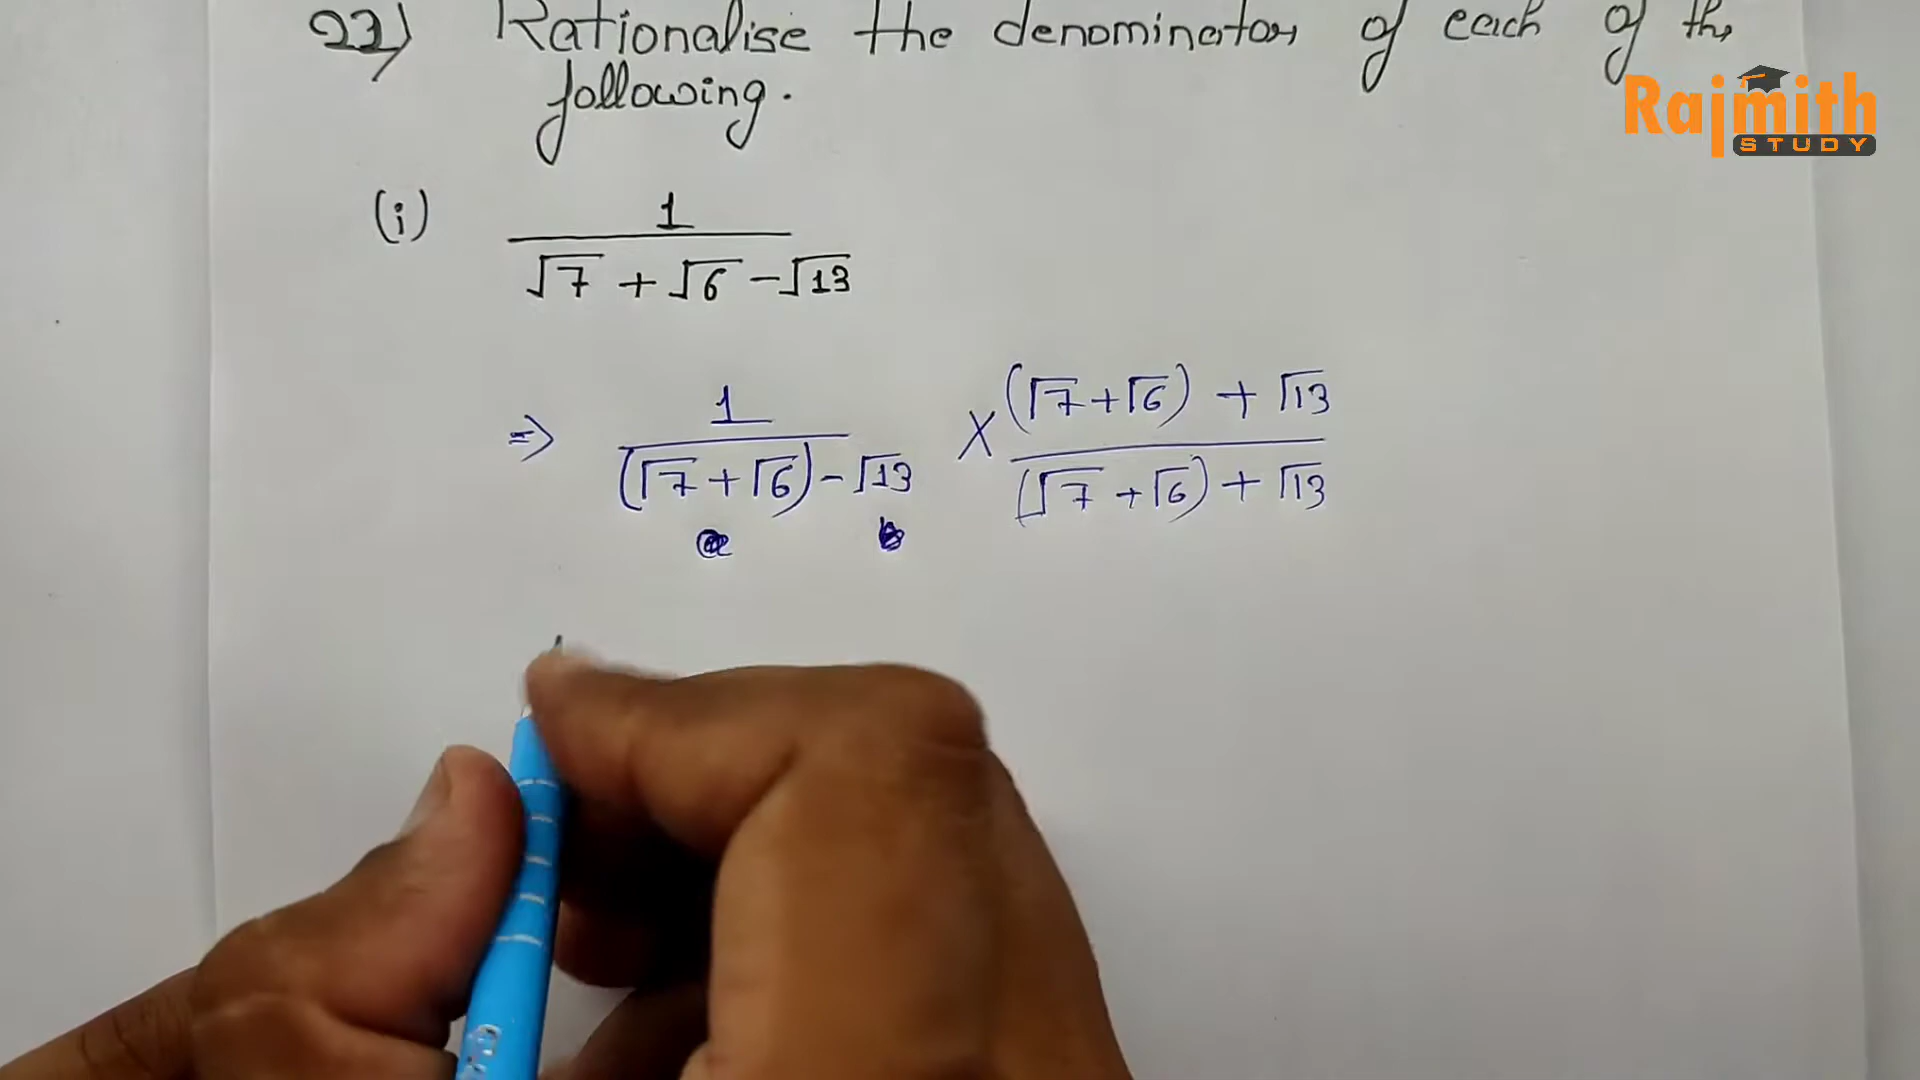 22) Rationalise the denominator of each of the
following.
Rajmith
STUDY
(i) 1
√7 + √6 - √13
⇒ 1 × (√7+√6) + √13
(√7+√6) - √13 (√7+√6) + √13
a b